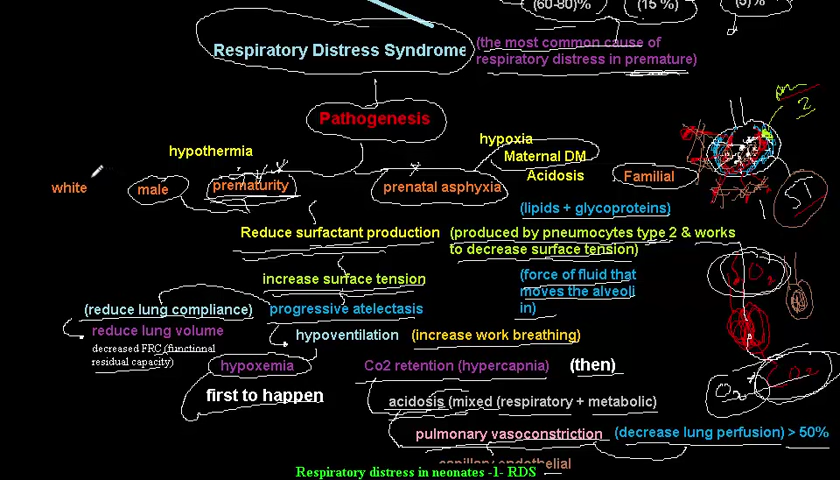 (60-80)%
(15 %)
(5)%
Respiratory Distress Syndrome
(the most common cause of
respiratory distress in premature)
Pathogenesis
hypothermia
hypoxia
Maternal DM
Acidosis
white
male
prematurity
prenatal asphyxia
Familial
(lipids + glycoproteins)
Reduce surfactant production
(produced by pneumocytes type 2 & works
to decrease surface tension)
increase surface tension
(force of fluid that
moves the alveoli
in)
(reduce lung compliance)
progressive atelectasis
reduce lung volume
decreased FRC (functional
residual capacity)
hypoventilation
(increase work breathing)
hypoxemia
Co2 retention (hypercapnia)
(then)
first to happen
acidosis (mixed (respiratory + metabolic)
pulmonary vasoconstriction
(decrease lung perfusion) > 50%
capillary endothelial
Respiratory distress in neonates -1- RDS